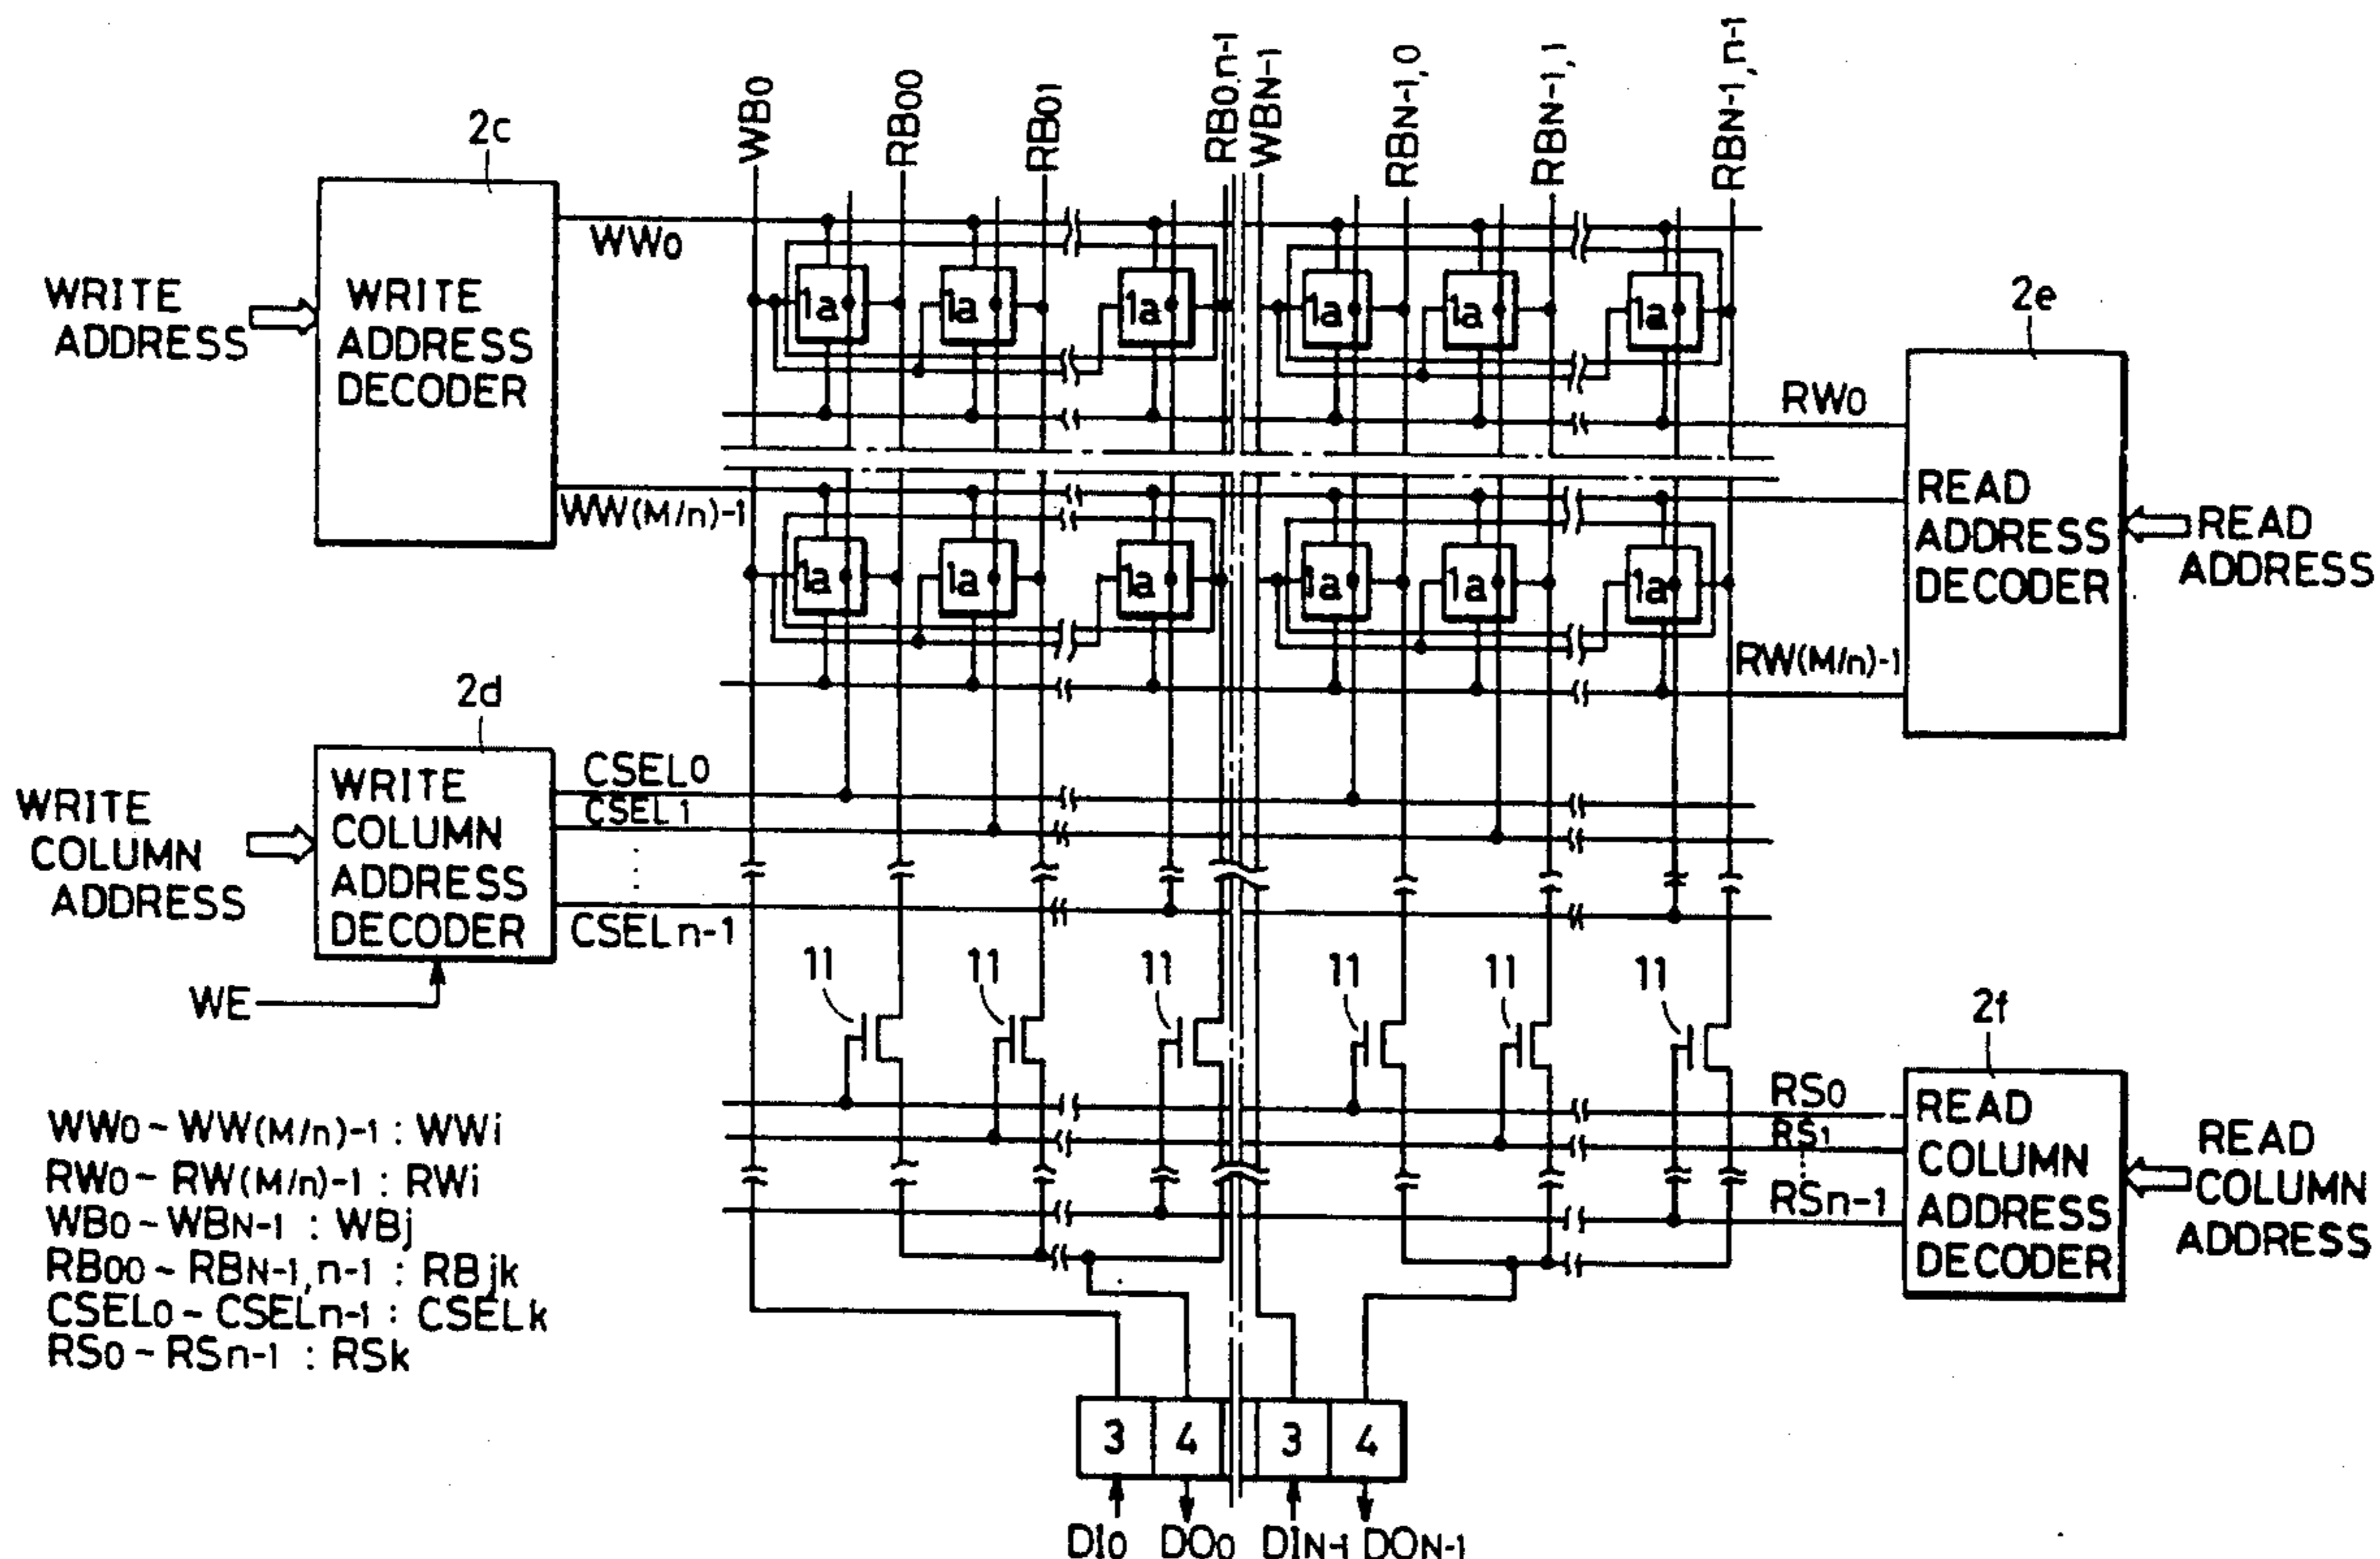 WB0
RB00
RB01
RB0,n-1
WBN-1
RBN-1,0
RBN-1,1
RBN-1,n-1
2c
WW0
WRITE
ADDRESS
WRITE
ADDRESS
DECODER
1a 1a 1a 1a 1a 1a
2e
RW0
WW(M/n)-1
READ
ADDRESS
DECODER
READ
ADDRESS
1a 1a 1a 1a 1a 1a
RW(M/n)-1
2d
WRITE
COLUMN
ADDRESS
WRITE
COLUMN
ADDRESS
DECODER
CSEL0
CSEL1
CSELn-1
WE
11 11 11 11 11 11
2f
RS0
RS1
RSn-1
READ
COLUMN
ADDRESS
DECODER
READ
COLUMN
ADDRESS
WW0~WW(M/n)-1 : WWi
RW0~RW(M/n)-1 : RWi
WB0~WBN-1 : WBj
RB00~RBN-1,n-1 : RBjk
CSEL0~CSELn-1 : CSELk
RS0~RSn-1 : RSk
3 4 3 4
DI0 DO0 DIN-1 DON-1